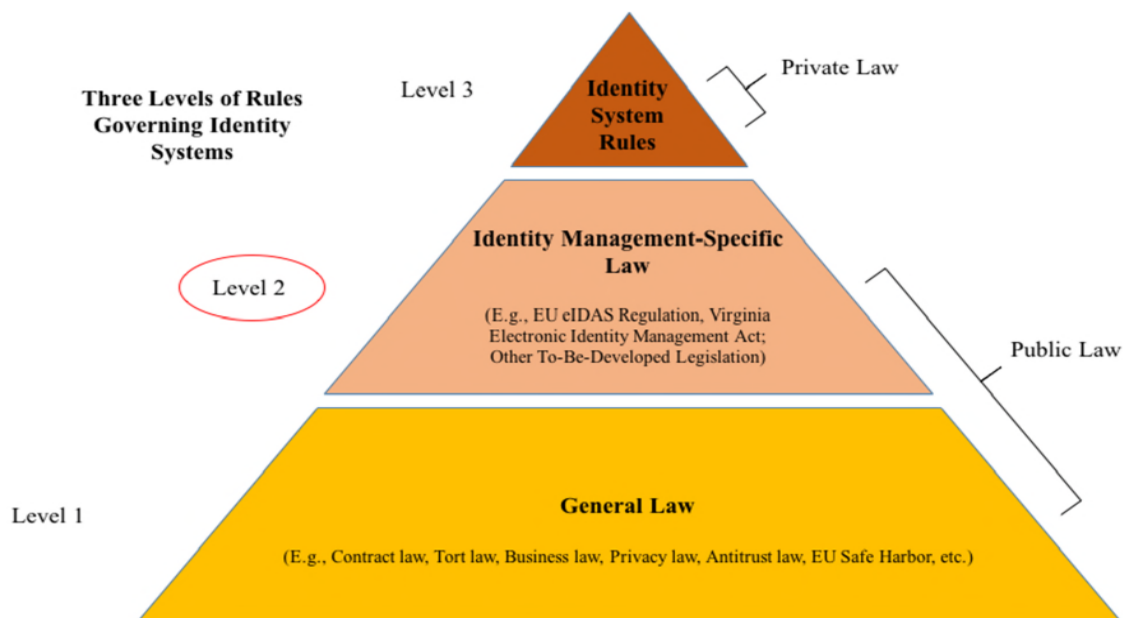 Three Levels of Rules
Governing Identity
Systems
Level 3
Identity
System
Rules
Private Law
Level 2
Identity Management-Specific
Law
(E.g., EU eIDAS Regulation, Virginia
Electronic Identity Management Act;
Other To-Be-Developed Legislation)
Public Law
Level 1
General Law
(E.g., Contract law, Tort law, Business law, Privacy law, Antitrust law, EU Safe Harbor, etc.)